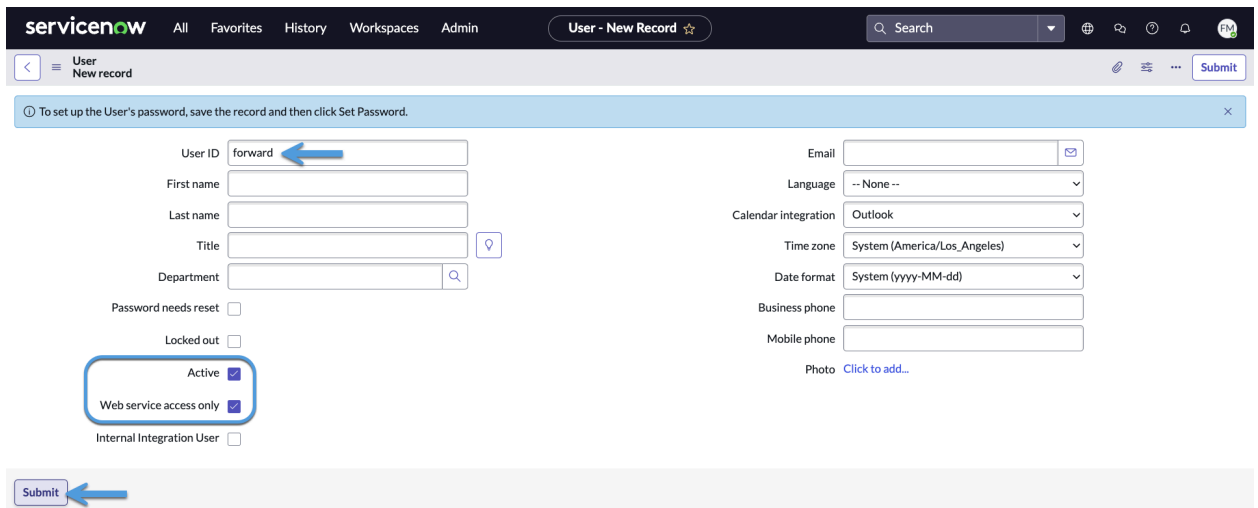 servicenow All Favorites History Workspaces Admin User - New Record Search FM
User
New record
Submit
To set up the User's password, save the record and then click Set Password.
User ID forward
First name
Last name
Title
Department
Password needs reset
Locked out
Active
Web service access only
Internal Integration User
Email
Language -- None --
Calendar integration Outlook
Time zone System (America/Los_Angeles)
Date format System (yyyy-MM-dd)
Business phone
Mobile phone
Photo Click to add...
Submit